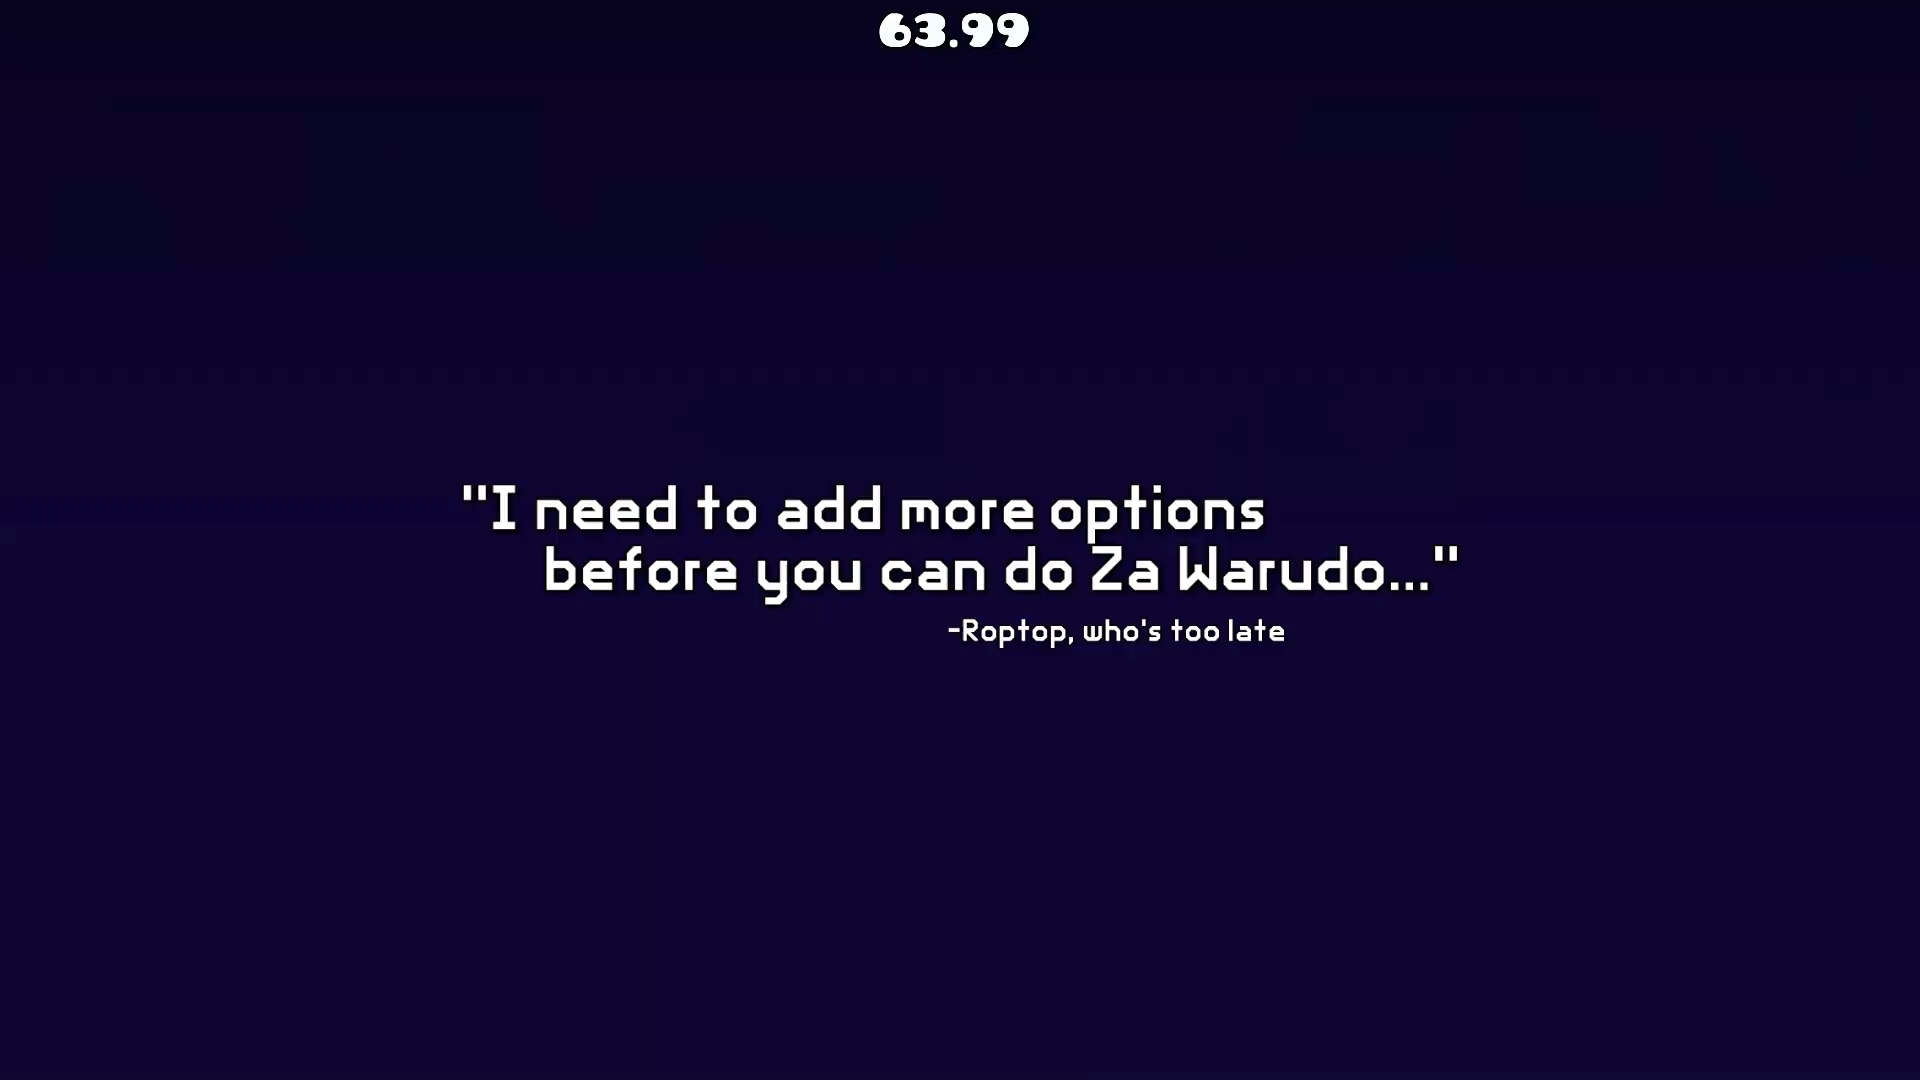 63.99
"I need to add more options
before you can do Za Warudo..."
-Roptop, who's too late